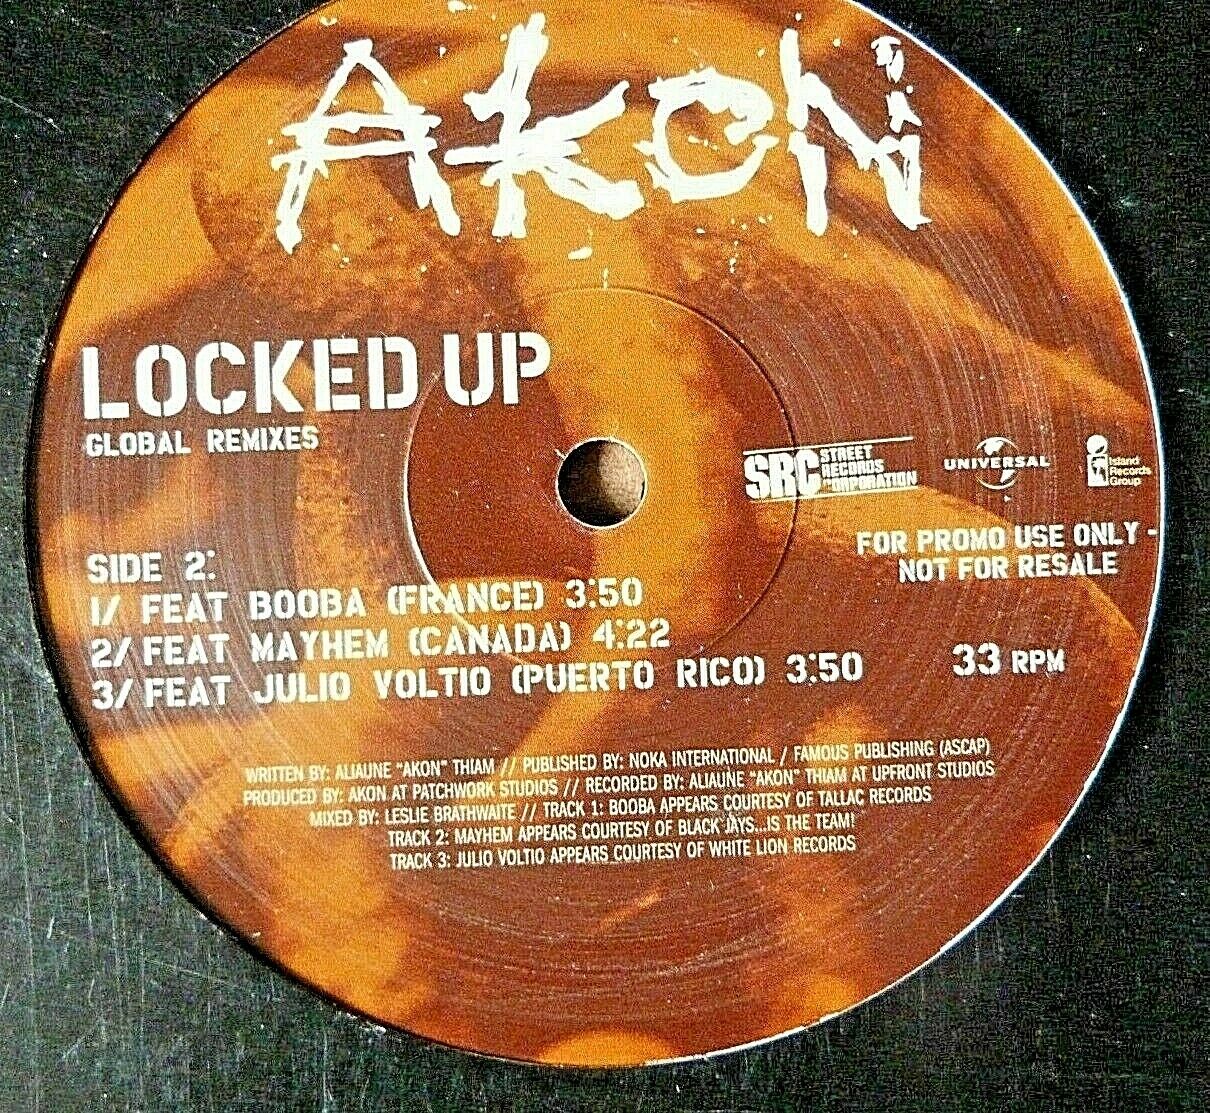 AKON
LOCKED UP
GLOBAL REMIXES
SRC STREET RECORDS CORPORATION
UNIVERSAL
Island Records Group
FOR PROMO USE ONLY -
NOT FOR RESALE
SIDE 2:
1/ FEAT BOOBA (FRANCE) 3:50
2/ FEAT MAYHEM (CANADA) 4:22
3/ FEAT JULIO VOLTIO (PUERTO RICO) 3:50
33 RPM
WRITTEN BY: ALIAUNE "AKON" THIAM // PUBLISHED BY: NOKA INTERNATIONAL / FAMOUS PUBLISHING (ASCAP)
PRODUCED BY: AKON AT PATCHWORK STUDIOS // RECORDED BY: ALIAUNE "AKON" THIAM AT UPFRONT STUDIOS
MIXED BY: LESLIE BRATHWAITE // TRACK 1: BOOBA APPEARS COURTESY OF TALLAC RECORDS
TRACK 2: MAYHEM APPEARS COURTESY OF BLACK JAYS...IS THE TEAM!
TRACK 3: JULIO VOLTIO APPEARS COURTESY OF WHITE LION RECORDS